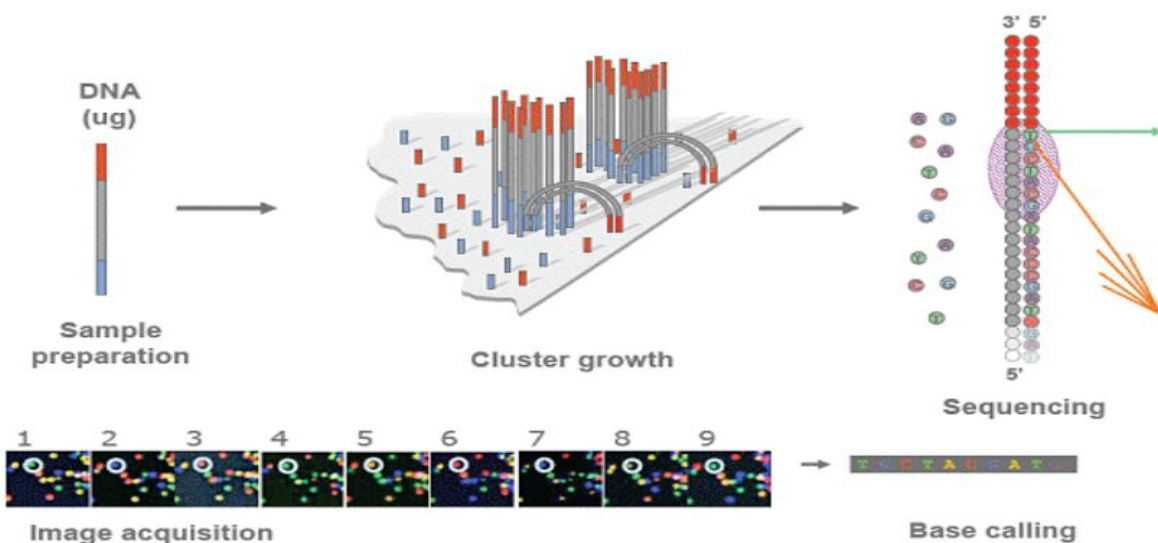 3' 5'
DNA
(ug)
A G
C A
T
C
G
A
T
C G
T
Sample
preparation
Cluster growth
5'
Sequencing
1 2 3 4 5 6 7 8 9
T G C T A C G A T . . .
Image acquisition
Base calling